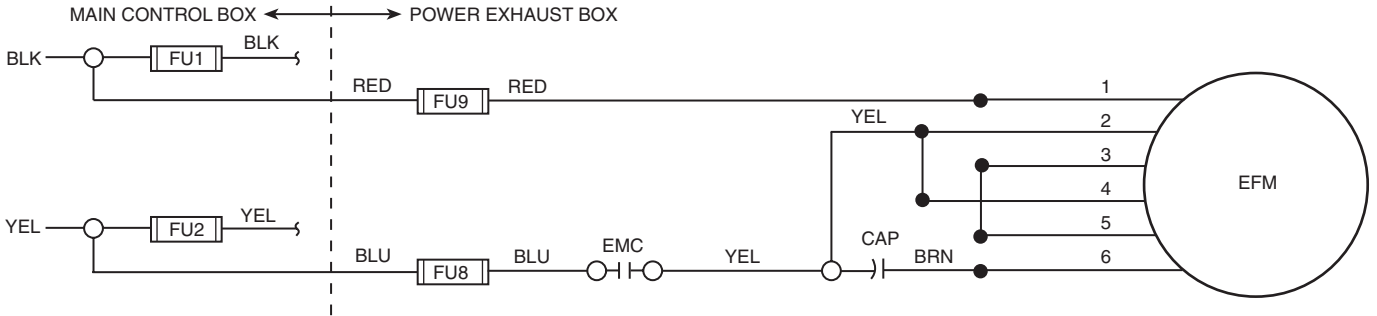 MAIN CONTROL BOX POWER EXHAUST BOX
BLK FU1 BLK
RED FU9 RED 1
YEL 2
3
4
YEL FU2 YEL
5
BLU FU8 BLU EMC YEL CAP BRN 6
EFM